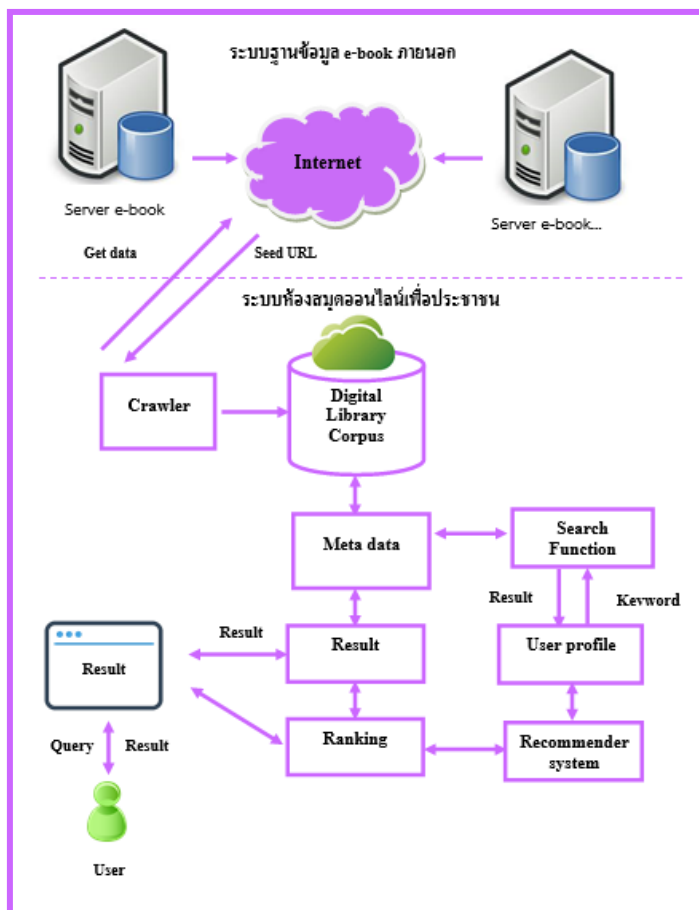 ระบบฐานข้อมูล e-book ภายนอก
Internet
Server e-book
Server e-book...
Get data
Seed URL
ระบบห้องสมุดออนไลน์เพื่อประชาชน
Crawler
Digital
Library
Corpus
Meta data
Search
Function
Result
Keyword
Result
Result
Result
User profile
Query
Result
Ranking
Recommender
system
User